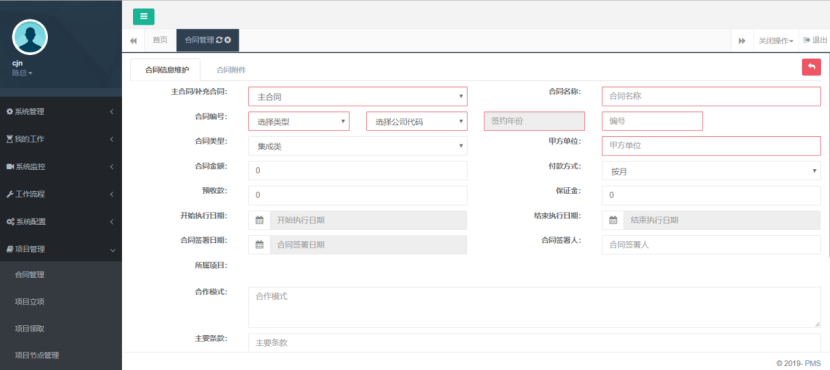 cjn
陈总
系统管理
我的工作
系统监控
工作流程
系统配置
项目管理
合同管理
项目立项
项目领取
项目节点管理
首页 合同管理 关闭操作 退出
合同信息维护 合同附件
主合同/补充合同: 主合同 合同名称: 合同名称
合同编号: 选择类型 选择公司代码 签约年份 编号
合同类型: 集成类 甲方单位: 甲方单位
合同金额: 0 付款方式: 按月
预收款: 0 保证金: 0
开始执行日期: 开始执行日期 结束执行日期: 结束执行日期
合同签署日期: 合同签署日期 合同签署人: 合同签署人
所属项目:
合作模式: 合作模式
主要条款: 主要条款
© 2019- PMS